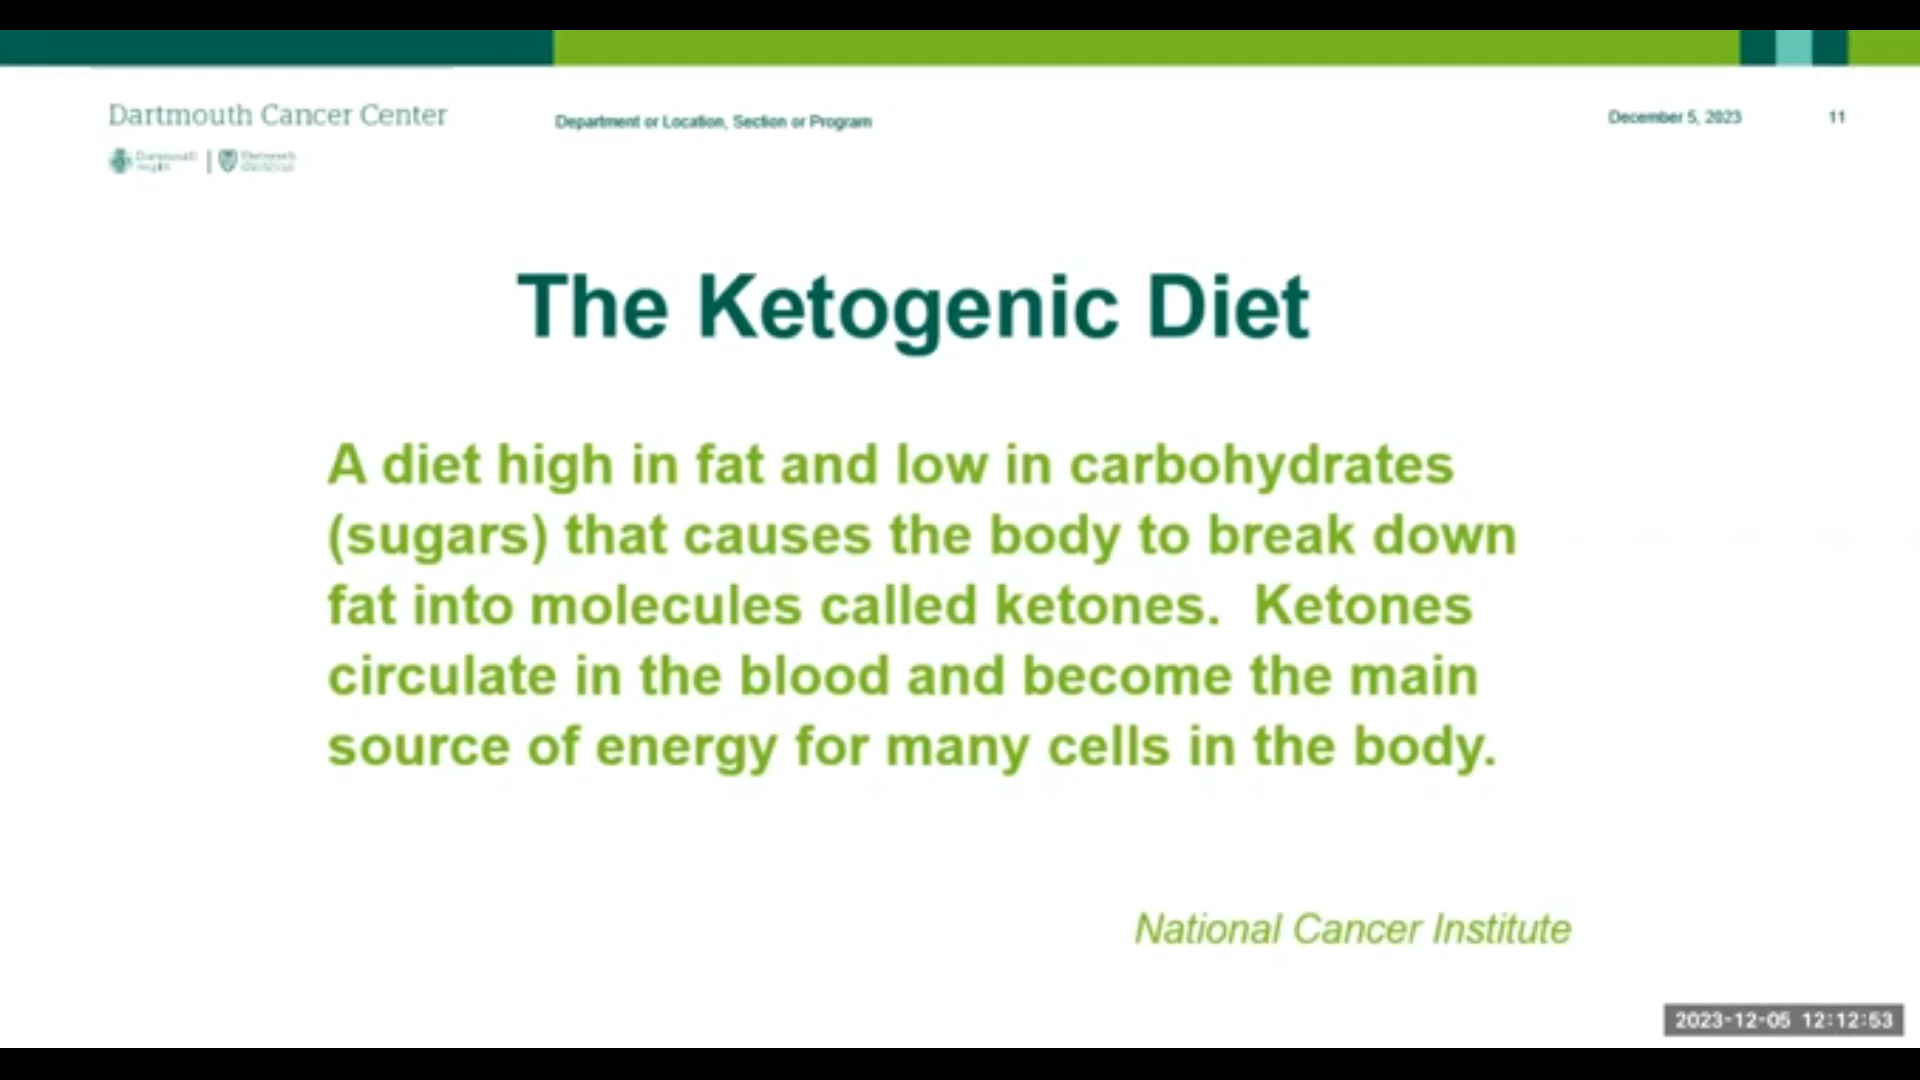 Dartmouth Cancer Center
Department or Location, Section or Program
December 5, 2023
11
The Ketogenic Diet
A diet high in fat and low in carbohydrates
(sugars) that causes the body to break down
fat into molecules called ketones.  Ketones
circulate in the blood and become the main
source of energy for many cells in the body.
National Cancer Institute
2023-12-05 12:12:53